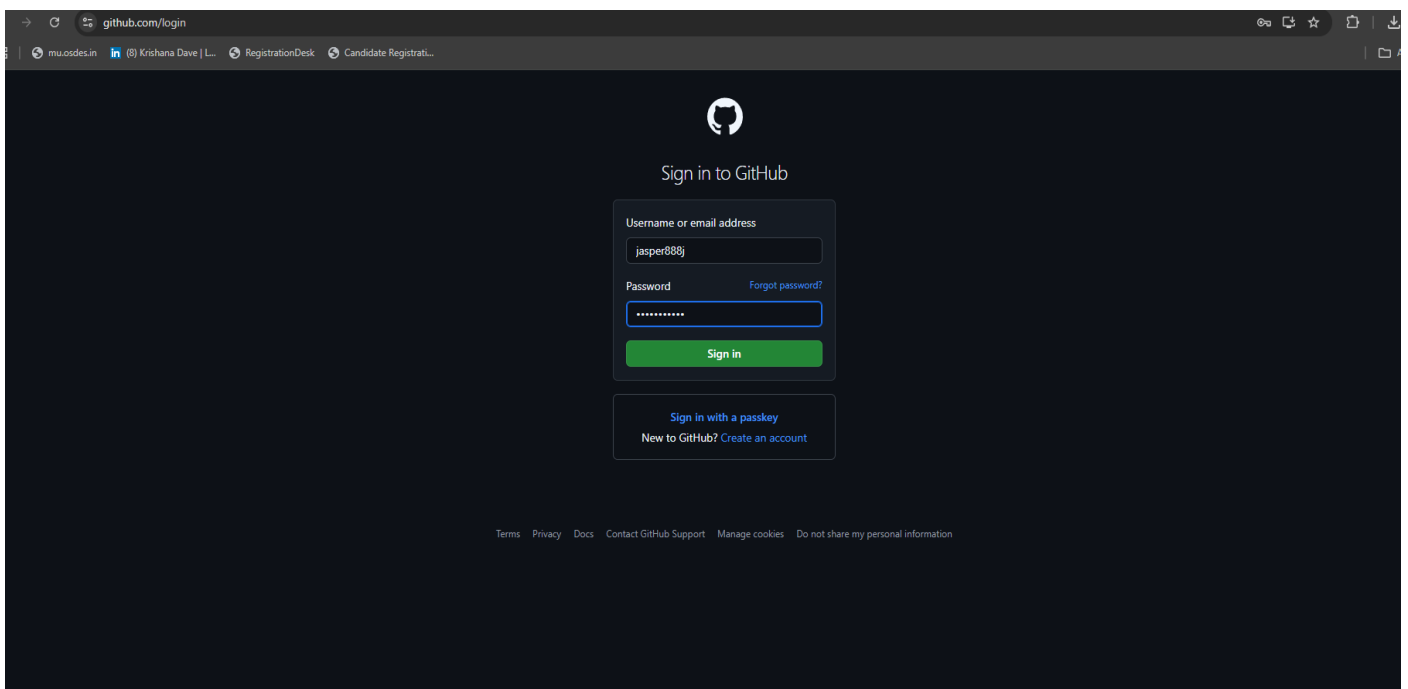 github.com/login
mu.osdes.in (8) Krishana Dave | L... RegistrationDesk Candidate Registrati...
Sign in to GitHub
Username or email address
jasper888j
Password Forgot password?
•••••••••••
Sign in
Sign in with a passkey
New to GitHub? Create an account
Terms Privacy Docs Contact GitHub Support Manage cookies Do not share my personal information